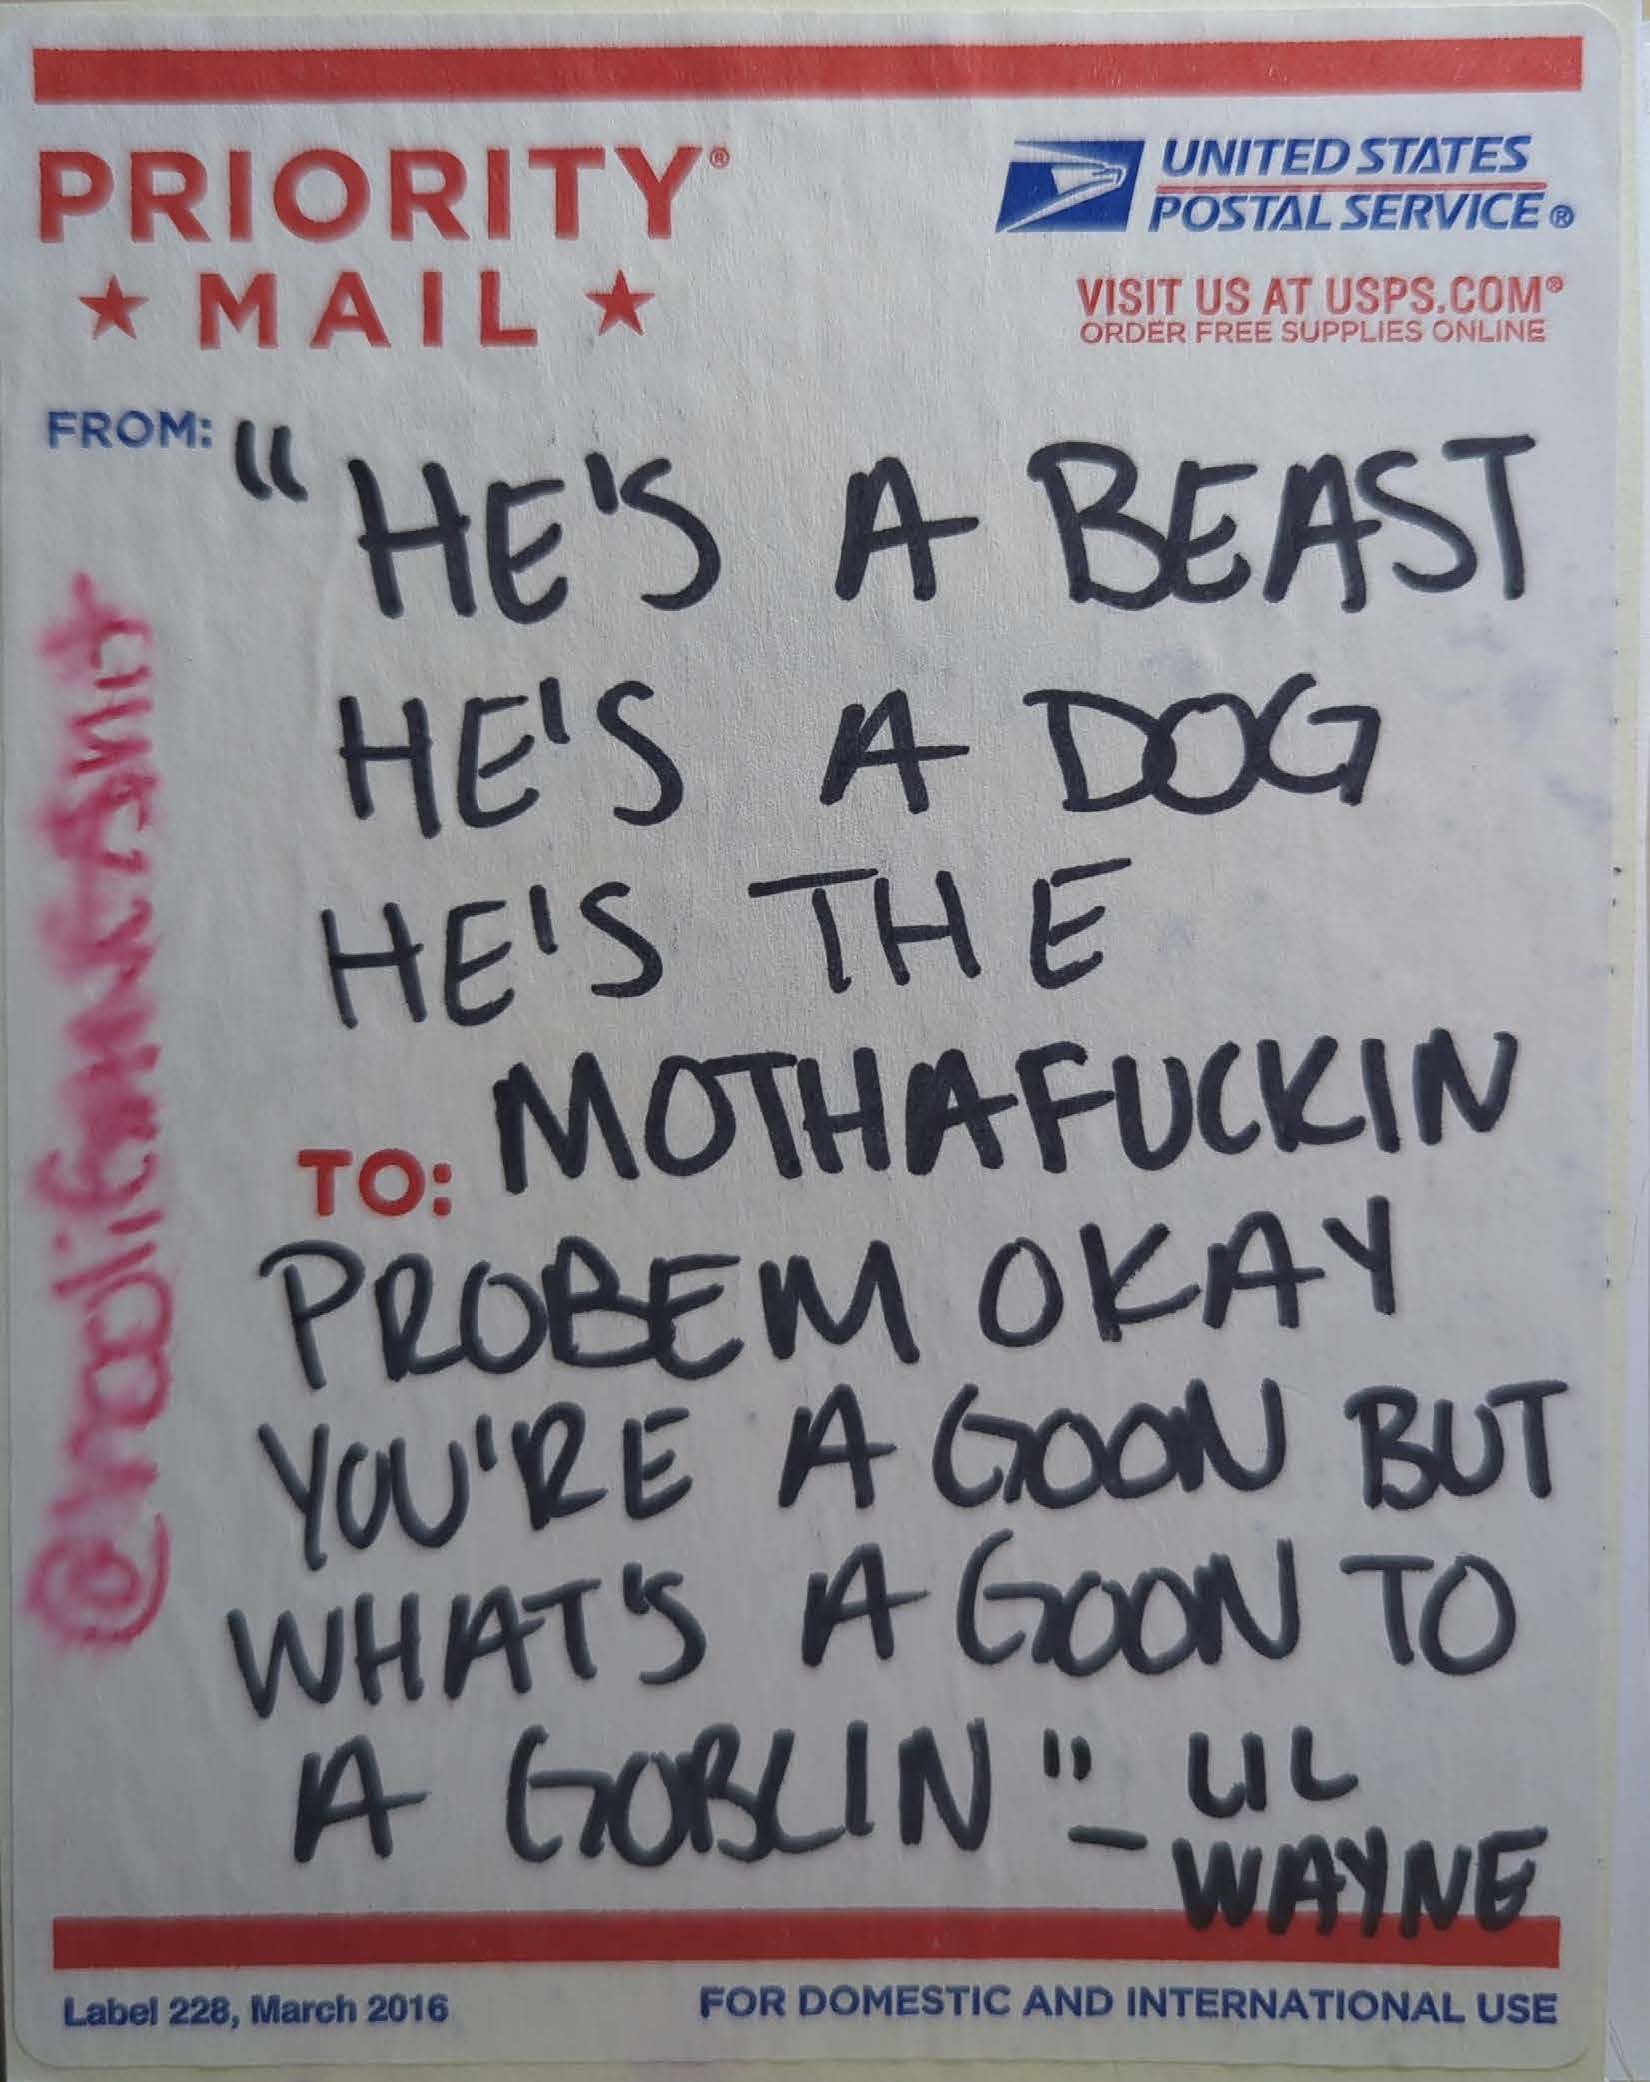 PRIORITY®
★ MAIL ★
UNITED STATES
POSTAL SERVICE®
VISIT US AT USPS.COM®
ORDER FREE SUPPLIES ONLINE
FROM:
"HE'S A BEAST
HE'S A DOG
HE'S THE
MOTHAFUCKIN
TO:
PROBEM OKAY
YOU'RE A GOON BUT
WHAT'S A GOON TO
A GOBLIN" - LIL
WAYNE
Label 228, March 2016
FOR DOMESTIC AND INTERNATIONAL USE